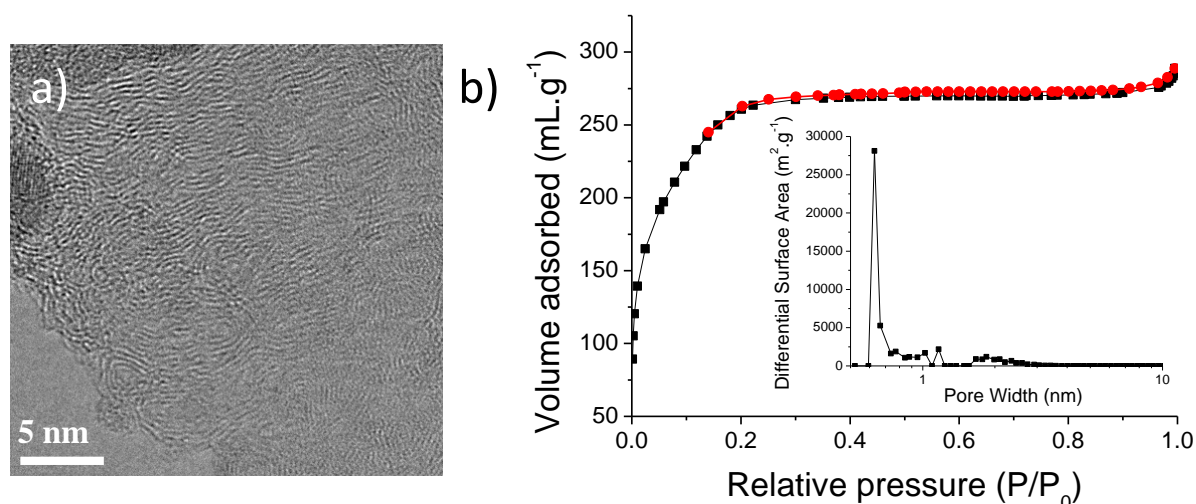 a)
5 nm
b)
Volume adsorbed (mL.g⁻¹)
300
250
200
150
100
50
0.0 0.2 0.4 0.6 0.8 1.0
Relative pressure (P/P₀)
Differential Surface Area (m².g⁻¹)
30000
25000
20000
15000
10000
5000
0
1 10
Pore Width (nm)